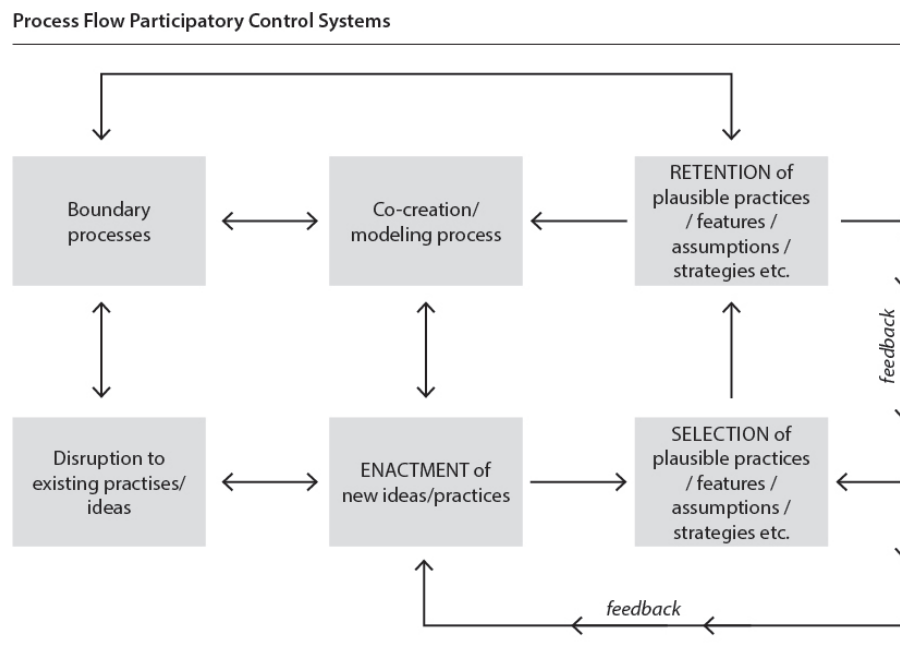 Process Flow Participatory Control Systems
Boundary
processes
Co-creation/
modeling process
RETENTION of
plausible practices
/ features /
assumptions /
strategies etc.
feedback
Disruption to
existing practises/
ideas
ENACTMENT of
new ideas/practices
SELECTION of
plausible practices
/ features /
assumptions /
strategies etc.
feedback